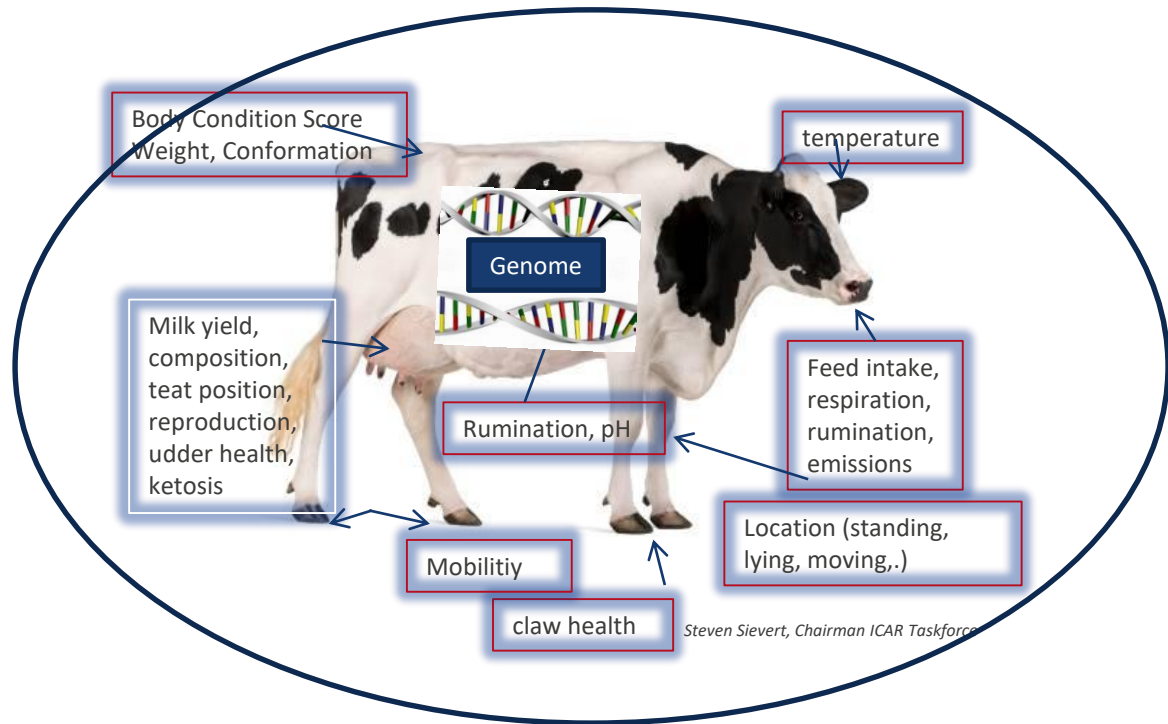 Body Condition Score
Weight, Conformation
temperature
Genome
Milk yield,
composition,
teat position,
reproduction,
udder health,
ketosis
Rumination, pH
Feed intake,
respiration,
rumination,
emissions
Location (standing,
lying, moving,.)
Mobilitiy
claw health
Steven Sievert, Chairman ICAR Taskforce